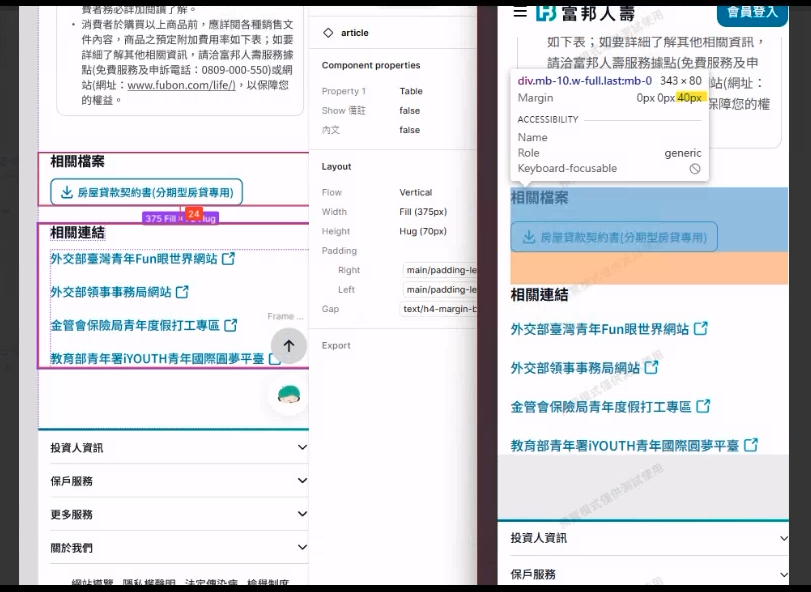 費者務必詳加閱讀了解。
• 消費者於購買以上商品前，應詳閱各種銷售文
件內容，商品之預定附加費用率如下表；如要
詳細了解其他相關資訊，請洽富邦人壽服務據
點(免費服務及申訴電話：0809-000-550)或網
站(網址：www.fubon.com/life/)，以保障您
的權益。
相關檔案
房屋貸款契約書(分期型房貸專用)
24
相關連結
外交部臺灣青年Fun眼世界網站
外交部領事事務局網站
金管會保險局青年度假打工專區
Frame ...
教育部青年署iYOUTH青年國際圓夢平臺
投資人資訊
保戶服務
更多服務
關於我們
article
Component properties
Property 1 Table
Show 備註 false
內文 false
Layout
Flow Vertical
Width Fill (375px)
Height Hug (70px)
Padding
Right main/padding-le
Left main/padding-le
Gap text/h4-margin-b
Export
富邦人壽
會員登入
如下表；如要詳細了解其他相關資訊，
請洽富邦人壽服務據點(免費服務及申
站(網址：
保障您的權
div.mb-10.w-full.last:mb-0 343 × 80
Margin 0px 0px 40px
ACCESSIBILITY
Name
Role generic
Keyboard-focusable
相關檔案
房屋貸款契約書(分期型房貸專用)
相關連結
外交部臺灣青年Fun眼世界網站
外交部領事事務局網站
金管會保險局青年度假打工專區
教育部青年署iYOUTH青年國際圓夢平臺
投資人資訊
保戶服務